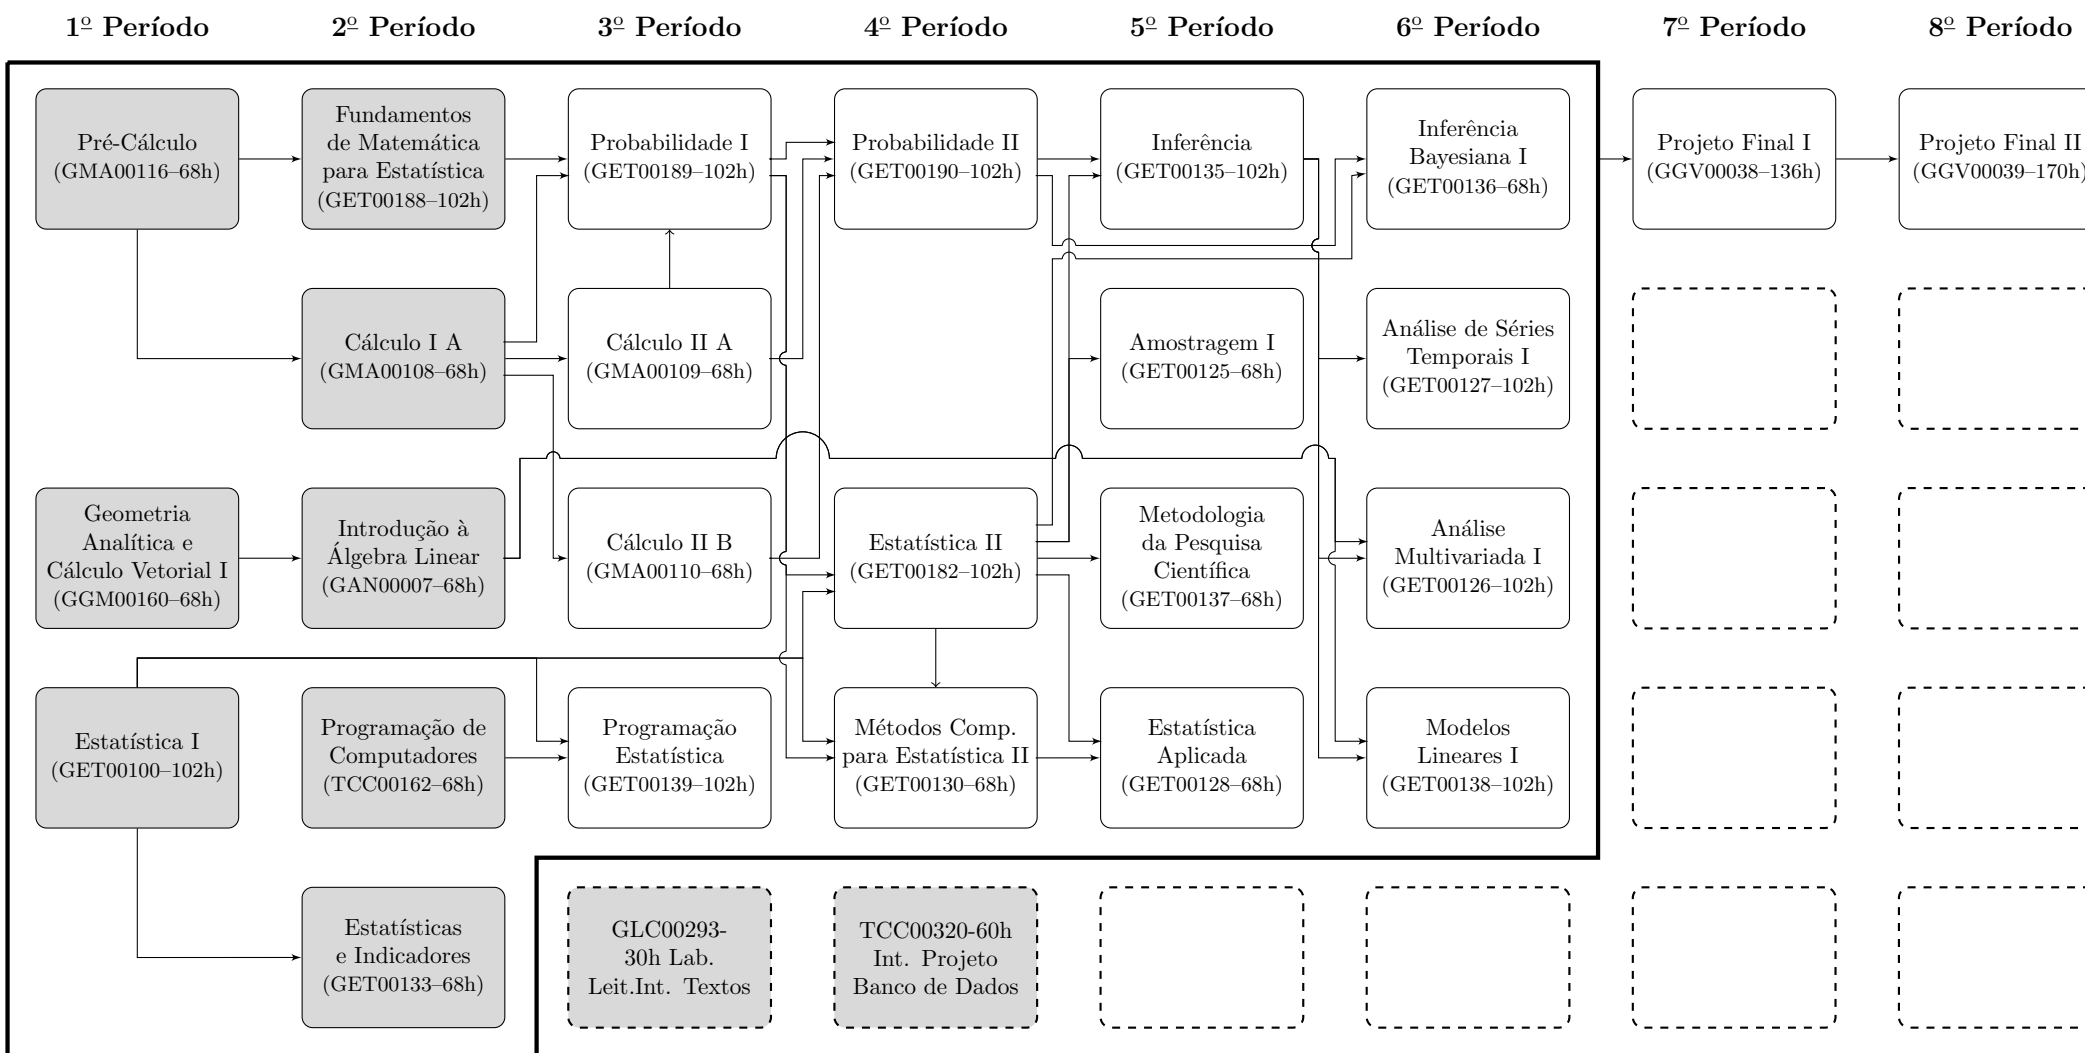 1º Período
2º Período
3º Período
4º Período
5º Período
6º Período
7º Período
8º Período
Pré-Cálculo
(GMA00116–68h)
Fundamentos
de Matemática
para Estatística
(GET00188–102h)
Probabilidade I
(GET00189–102h)
Probabilidade II
(GET00190–102h)
Inferência
(GET00135–102h)
Inferência
Bayesiana I
(GET00136–68h)
Projeto Final I
(GGV00038–136h)
Projeto Final II
(GGV00039–170h)
Cálculo I A
(GMA00108–68h)
Cálculo II A
(GMA00109–68h)
Amostragem I
(GET00125–68h)
Análise de Séries
Temporais I
(GET00127–102h)
Geometria
Analítica e
Cálculo Vetorial I
(GGM00160–68h)
Introdução à
Álgebra Linear
(GAN00007–68h)
Cálculo II B
(GMA00110–68h)
Estatística II
(GET00182–102h)
Metodologia
da Pesquisa
Científica
(GET00137–68h)
Análise
Multivariada I
(GET00126–102h)
Estatística I
(GET00100–102h)
Programação de
Computadores
(TCC00162–68h)
Programação
Estatística
(GET00139–102h)
Métodos Comp.
para Estatística II
(GET00130–68h)
Estatística
Aplicada
(GET00128–68h)
Modelos
Lineares I
(GET00138–102h)
Estatísticas
e Indicadores
(GET00133–68h)
GLC00293-
30h Lab.
Leit.Int. Textos
TCC00320-60h
Int. Projeto
Banco de Dados